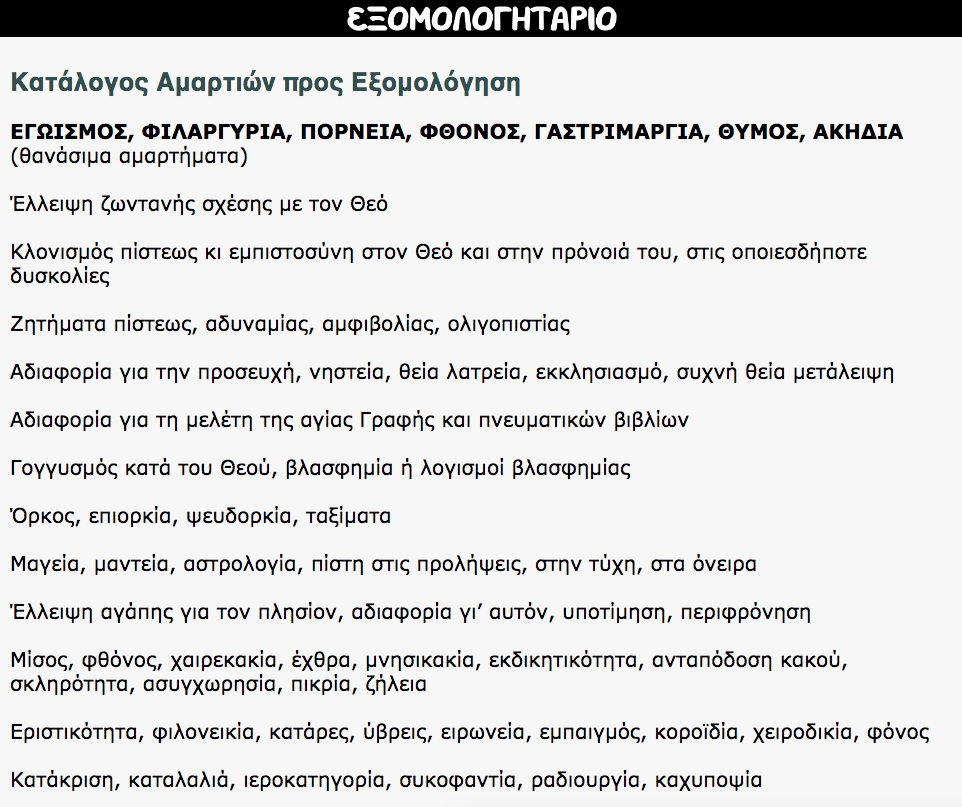 ΕΞΟΜΟΛΟΓΗΤΑΡΙΟ
Κατάλογος Αμαρτιών προς Εξομολόγηση
ΕΓΩΙΣΜΟΣ, ΦΙΛΑΡΓΥΡΙΑ, ΠΟΡΝΕΙΑ, ΦΘΟΝΟΣ, ΓΑΣΤΡΙΜΑΡΓΙΑ, ΘΥΜΟΣ, ΑΚΗΔΙΑ
(θανάσιμα αμαρτήματα)
Έλλειψη ζωντανής σχέσης με τον Θεό
Κλονισμός πίστεως κι εμπιστοσύνη στον Θεό και στην πρόνοιά του, στις οποιεσδήποτε
δυσκολίες
Ζητήματα πίστεως, αδυναμίας, αμφιβολίας, ολιγοπιστίας
Αδιαφορία για την προσευχή, νηστεία, θεία λατρεία, εκκλησιασμό, συχνή θεία μετάλειψη
Αδιαφορία για τη μελέτη της αγίας Γραφής και πνευματικών βιβλίων
Γογγυσμός κατά του Θεού, βλασφημία ή λογισμοί βλασφημίας
Όρκος, επιορκία, ψευδορκία, ταξίματα
Μαγεία, μαντεία, αστρολογία, πίστη στις προλήψεις, στην τύχη, στα όνειρα
Έλλειψη αγάπης για τον πλησίον, αδιαφορία γι’ αυτόν, υποτίμηση, περιφρόνηση
Μίσος, φθόνος, χαιρεκακία, έχθρα, μνησικακία, εκδικητικότητα, ανταπόδοση κακού,
σκληρότητα, ασυγχωρησία, πικρία, ζήλεια
Εριστικότητα, φιλονεικία, κατάρες, ύβρεις, ειρωνεία, εμπαιγμός, κοροϊδία, χειροδικία, φόνος
Κατάκριση, καταλαλιά, ιεροκατηγορία, συκοφαντία, ραδιουργία, καχυποψία